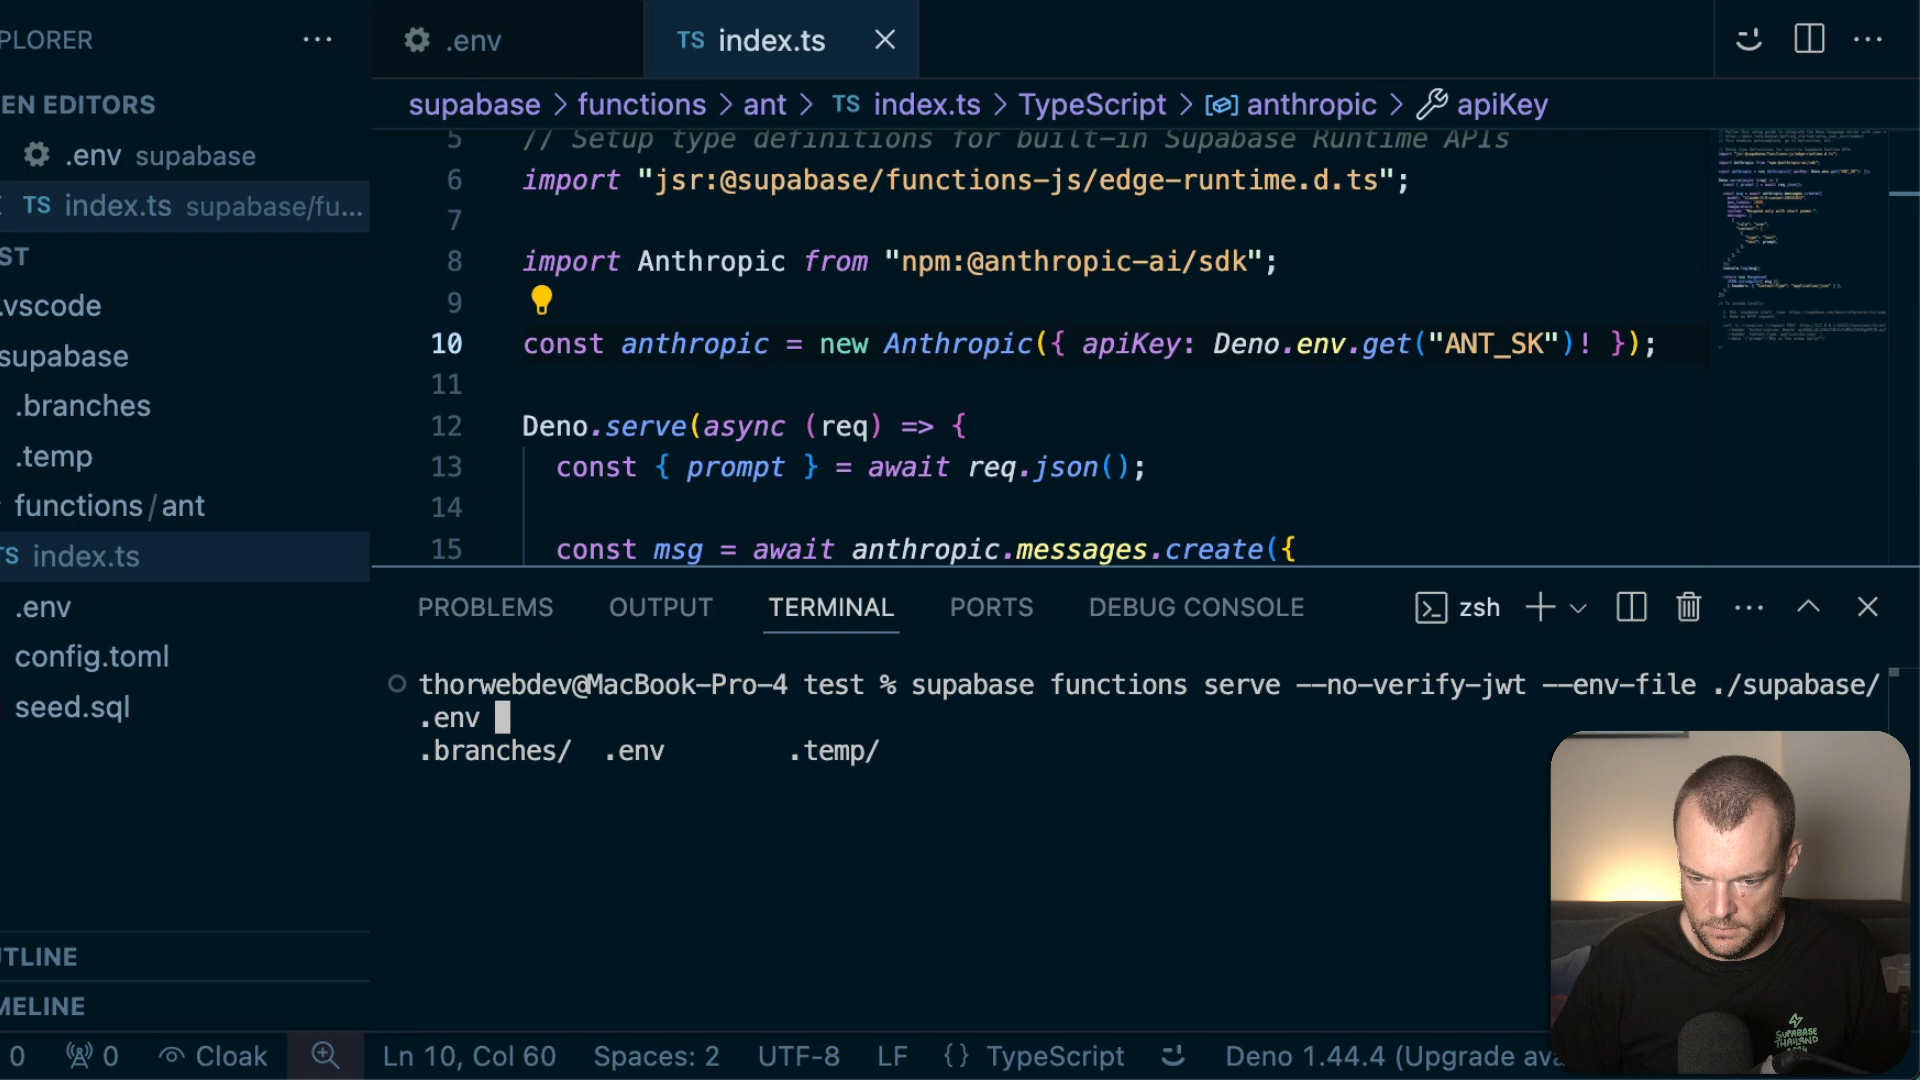 PLORER
.env
TS index.ts
EN EDITORS
.env supabase
TS index.ts supabase/fu...
ST
.vscode
supabase
.branches
.temp
functions/ant
TS index.ts
.env
config.toml
seed.sql
UTLINE
MELINE
supabase > functions > ant > TS index.ts > TypeScript > anthropic > apiKey
5 // Setup type definitions for built-in Supabase Runtime APIs
6 import "jsr:@supabase/functions-js/edge-runtime.d.ts";
7
8 import Anthropic from "npm:@anthropic-ai/sdk";
9
10 const anthropic = new Anthropic({ apiKey: Deno.env.get("ANT_SK")! });
11
12 Deno.serve(async (req) => {
13 const { prompt } = await req.json();
14
15 const msg = await anthropic.messages.create({
PROBLEMS OUTPUT TERMINAL PORTS DEBUG CONSOLE zsh
thorwebdev@MacBook-Pro-4 test % supabase functions serve --no-verify-jwt --env-file ./supabase/
.env
.branches/ .env .temp/
SUPABASE
THAILAND
0 0 Cloak Ln 10, Col 60 Spaces: 2 UTF-8 LF {} TypeScript Deno 1.44.4 (Upgrade ava